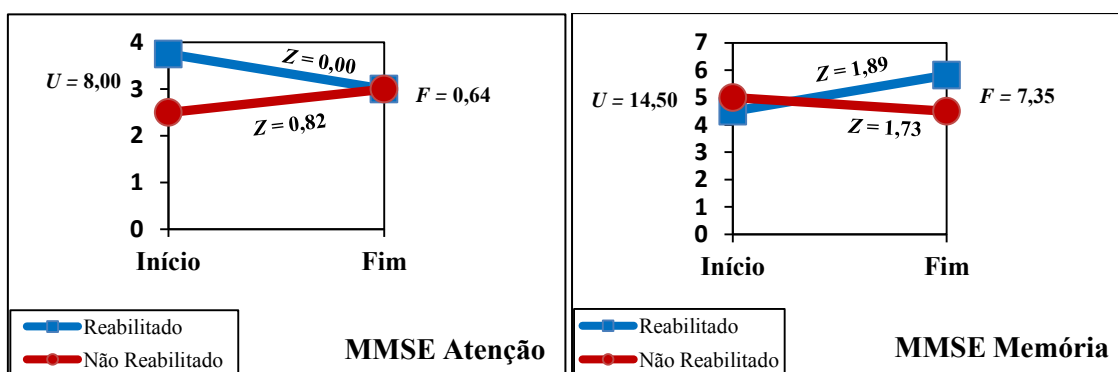 4
3
2
1
0
U = 8,00
Z = 0,00
Z = 0,82
F = 0,64
Início
Fim
Reabilitado
Não Reabilitado
MMSE Atenção
7
6
5
4
3
2
1
0
U = 14,50
Z = 1,89
Z = 1,73
F = 7,35
Início
Fim
Reabilitado
Não Reabilitado
MMSE Memória